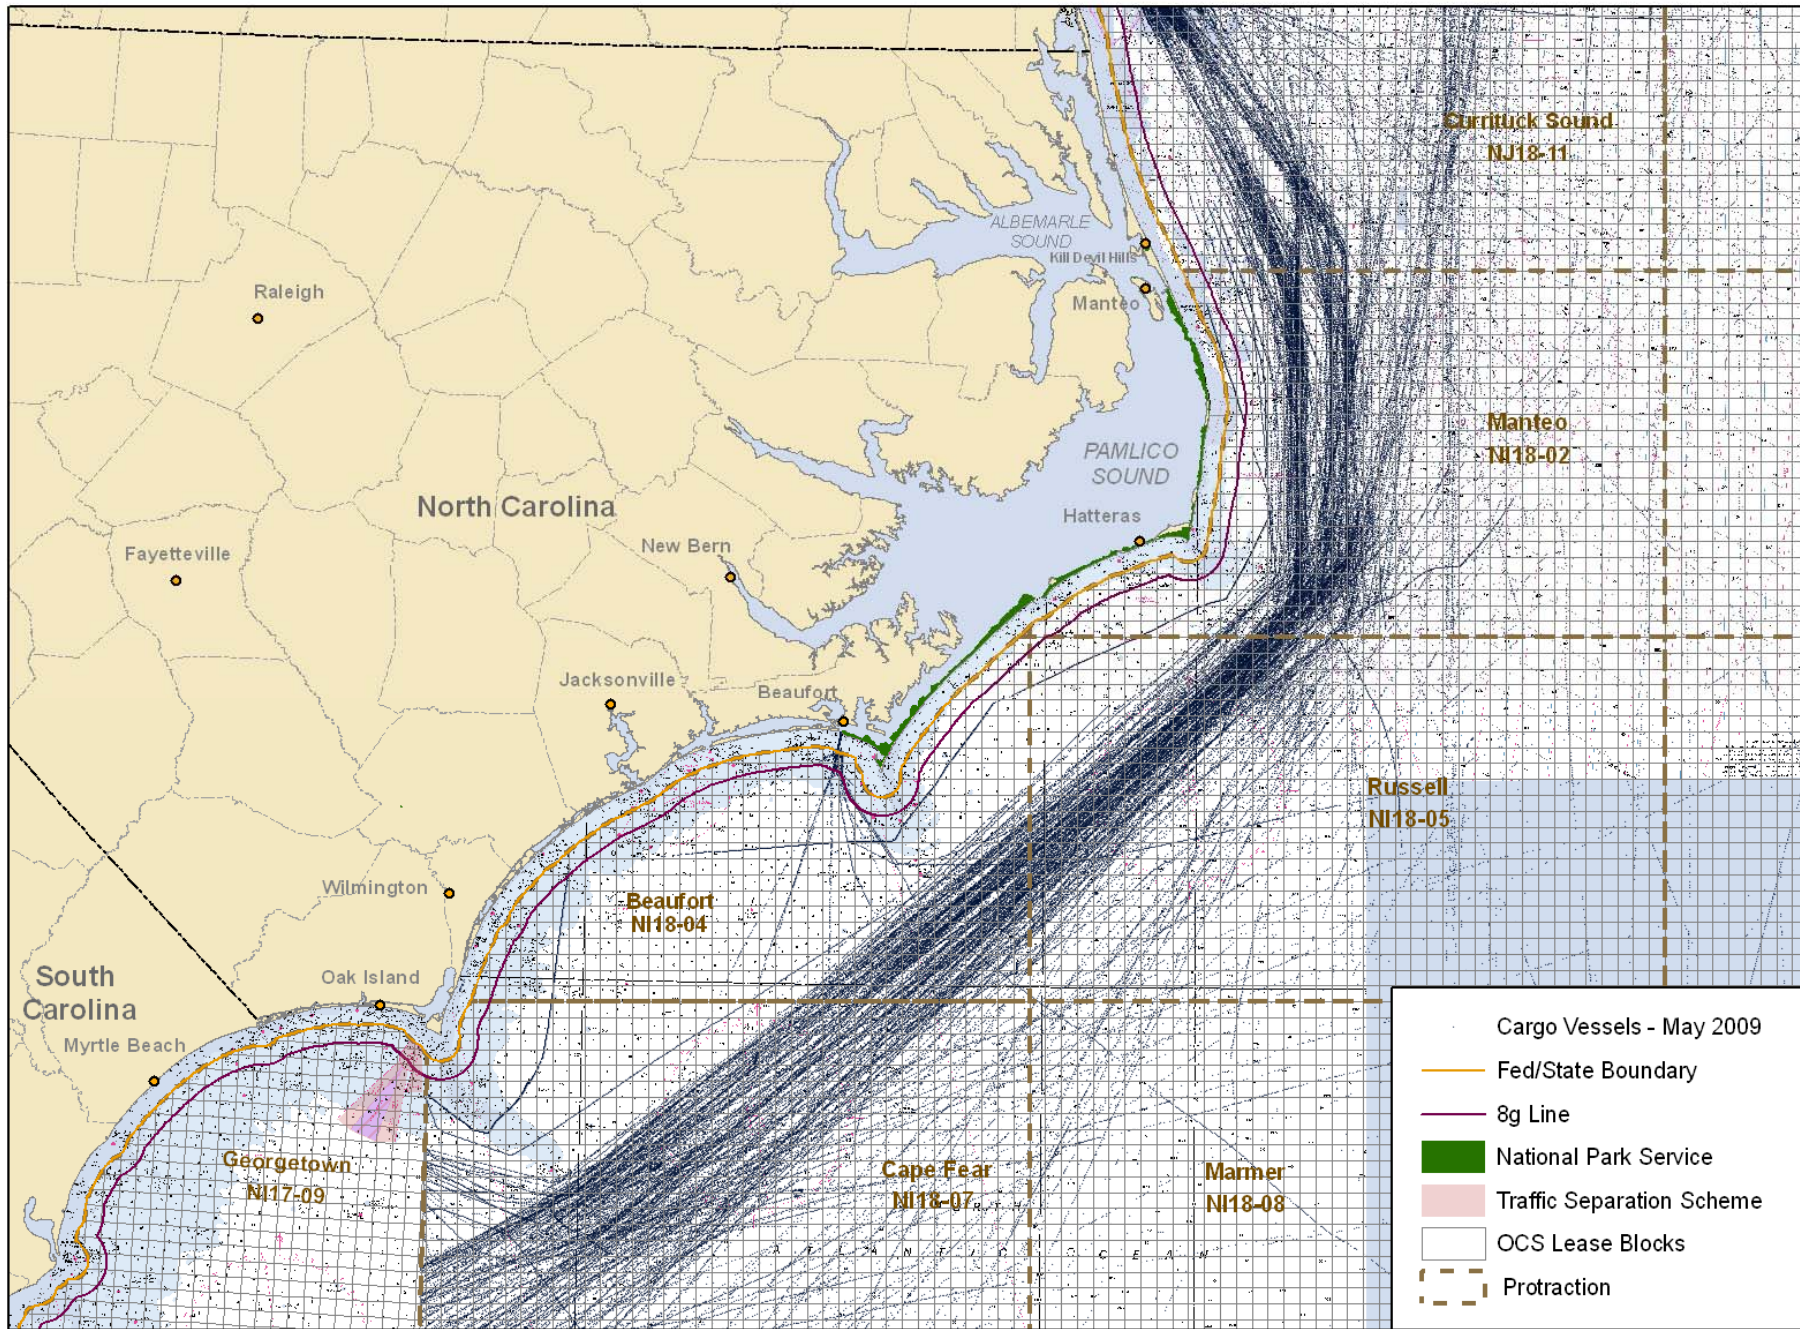 Currituck Sound
NJ18-11
ALBEMARLE
SOUND
Kill Devil Hills
Raleigh
Manteo
Manteo
NI18-02
PAMLICO
SOUND
North Carolina
Hatteras
Fayetteville
New Bern
Jacksonville
Beaufort
Russell
NI18-05
Wilmington
Beaufort
NI18-04
South
Carolina
Oak Island
Myrtle Beach
Georgetown
NI17-09
Cape Fear
NI18-07
Marmer
NI18-08
ATLANTIC OCEAN
Cargo Vessels - May 2009
Fed/State Boundary
8g Line
National Park Service
Traffic Separation Scheme
OCS Lease Blocks
Protraction